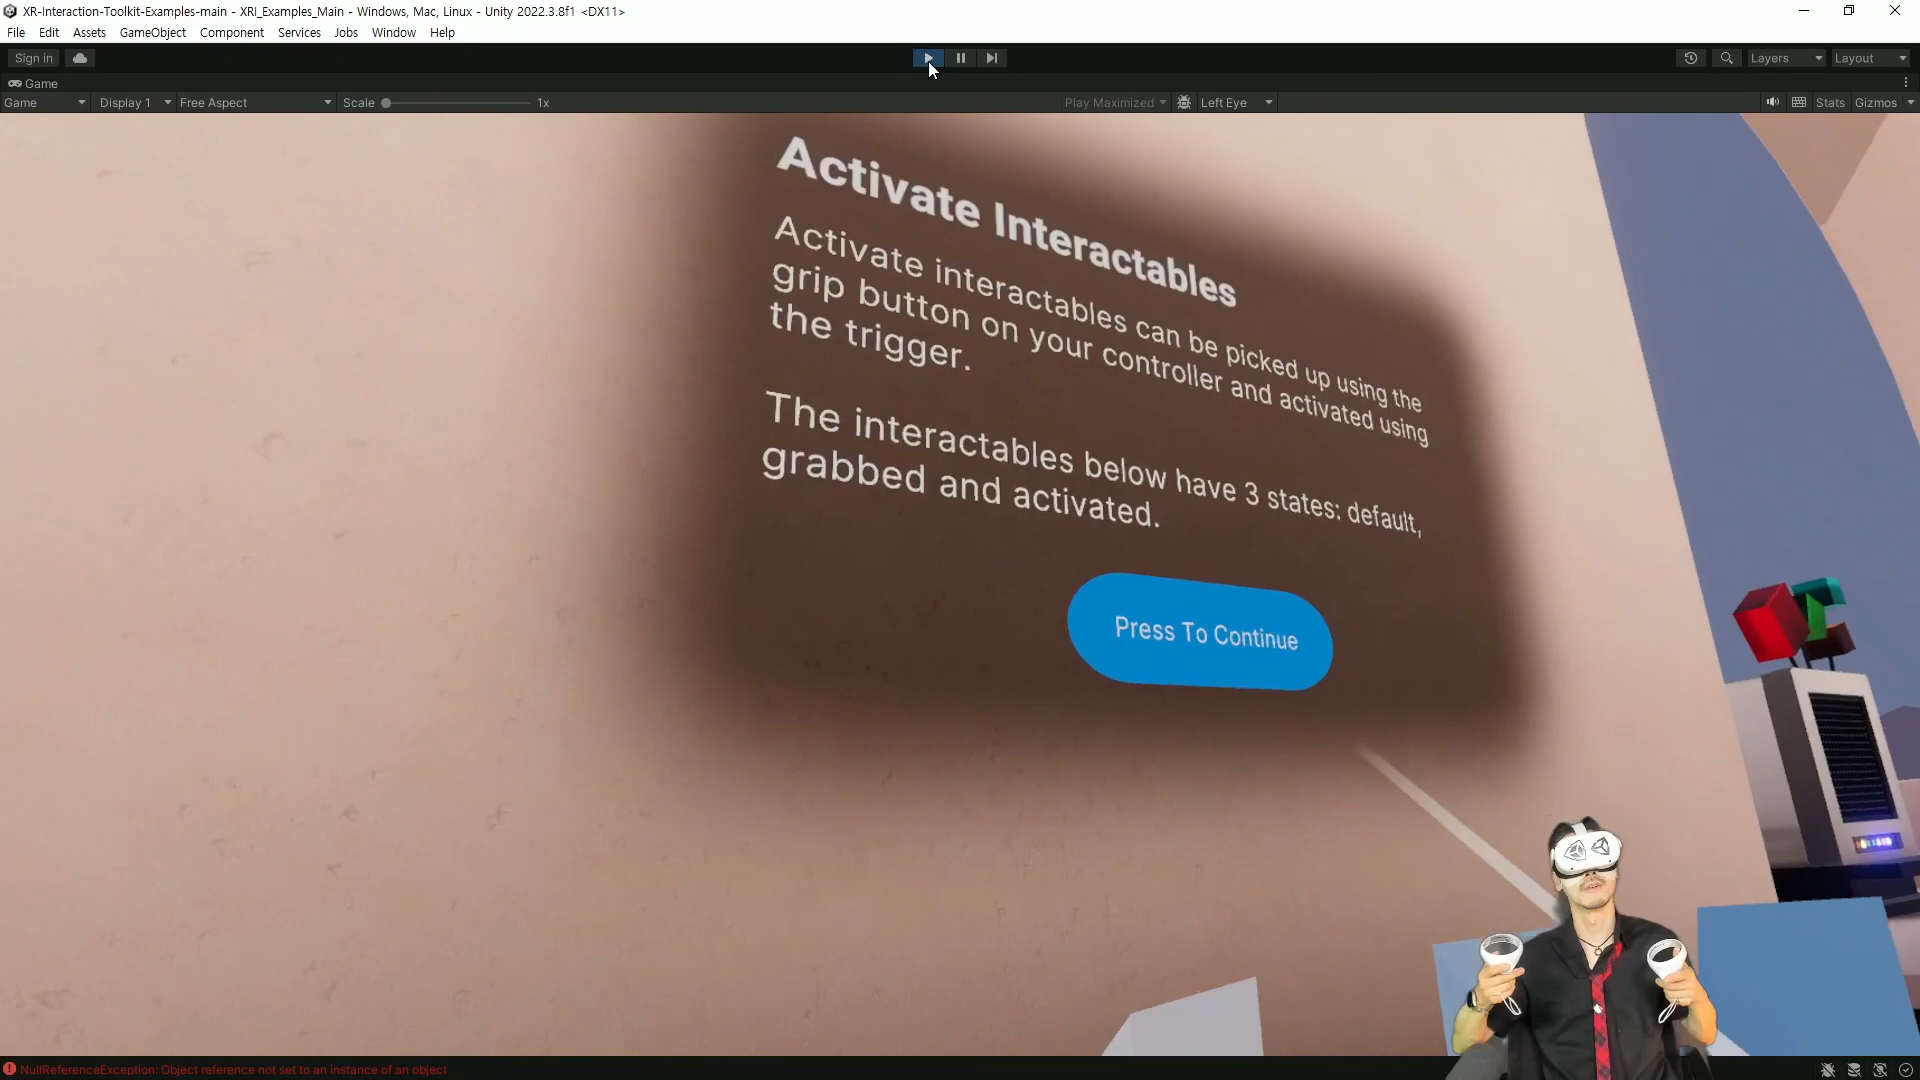 XR-Interaction-Toolkit-Examples-main - XRI_Examples_Main - Windows, Mac, Linux - Unity 2022.3.8f1 <DX11>
File Edit Assets GameObject Component Services Jobs Window Help
Sign in Layers Layout
Game
Game Display 1 Free Aspect Scale 1x Play Maximized Left Eye Stats Gizmos
Activate Interactables
Activate interactables can be picked up using the
grip button on your controller and activated using
the trigger.
The interactables below have 3 states: default,
grabbed and activated.
Press To Continue
NullReferenceException: Object reference not set to an instance of an object